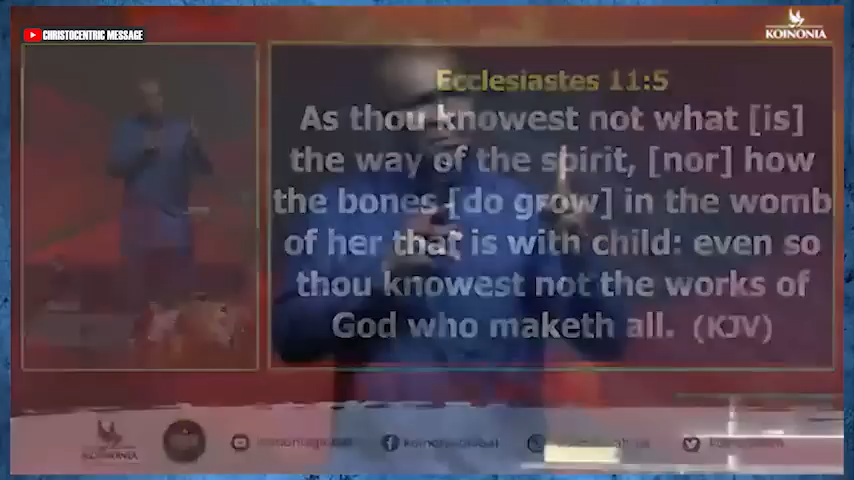 CHRISTOCENTRIC MESSAGE
KOINONIA
Ecclesiastes 11:5
As thou knowest not what [is]
the way of the spirit, [nor] how
the bones [do grow] in the womb
of her that is with child: even so
thou knowest not the works of
God who maketh all. (KJV)
KOINONIA